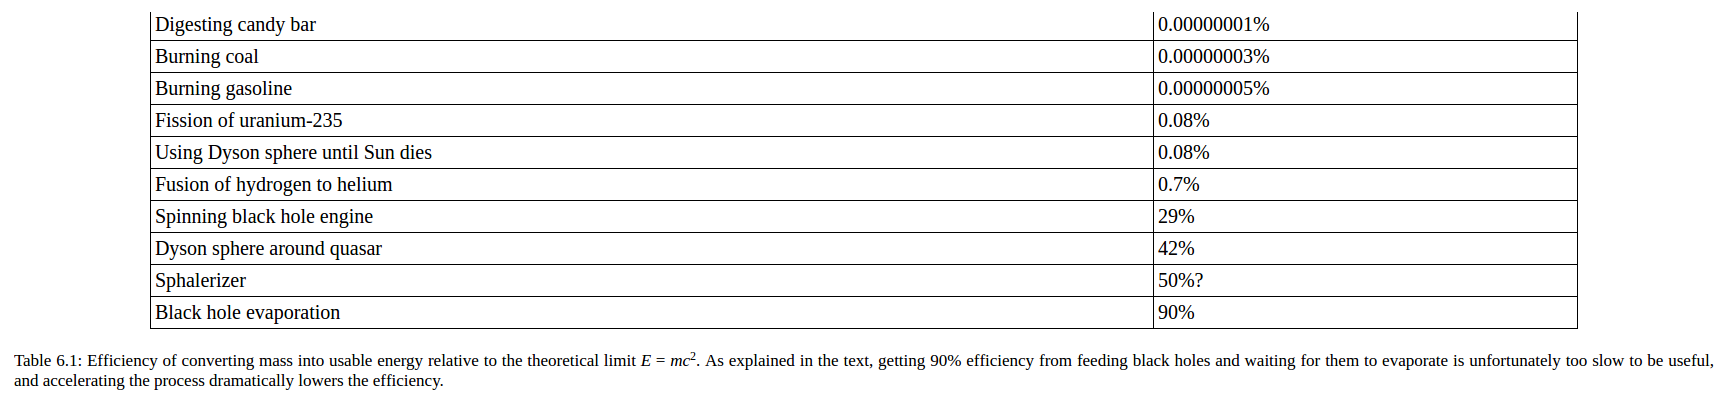 Digesting candy bar 0.00000001%
Burning coal 0.00000003%
Burning gasoline 0.00000005%
Fission of uranium-235 0.08%
Using Dyson sphere until Sun dies 0.08%
Fusion of hydrogen to helium 0.7%
Spinning black hole engine 29%
Dyson sphere around quasar 42%
Sphalerizer 50%?
Black hole evaporation 90%
Table 6.1: Efficiency of converting mass into usable energy relative to the theoretical limit E = mc². As explained in the text, getting 90% efficiency from feeding black holes and waiting for them to evaporate is unfortunately too slow to be useful,
and accelerating the process dramatically lowers the efficiency.